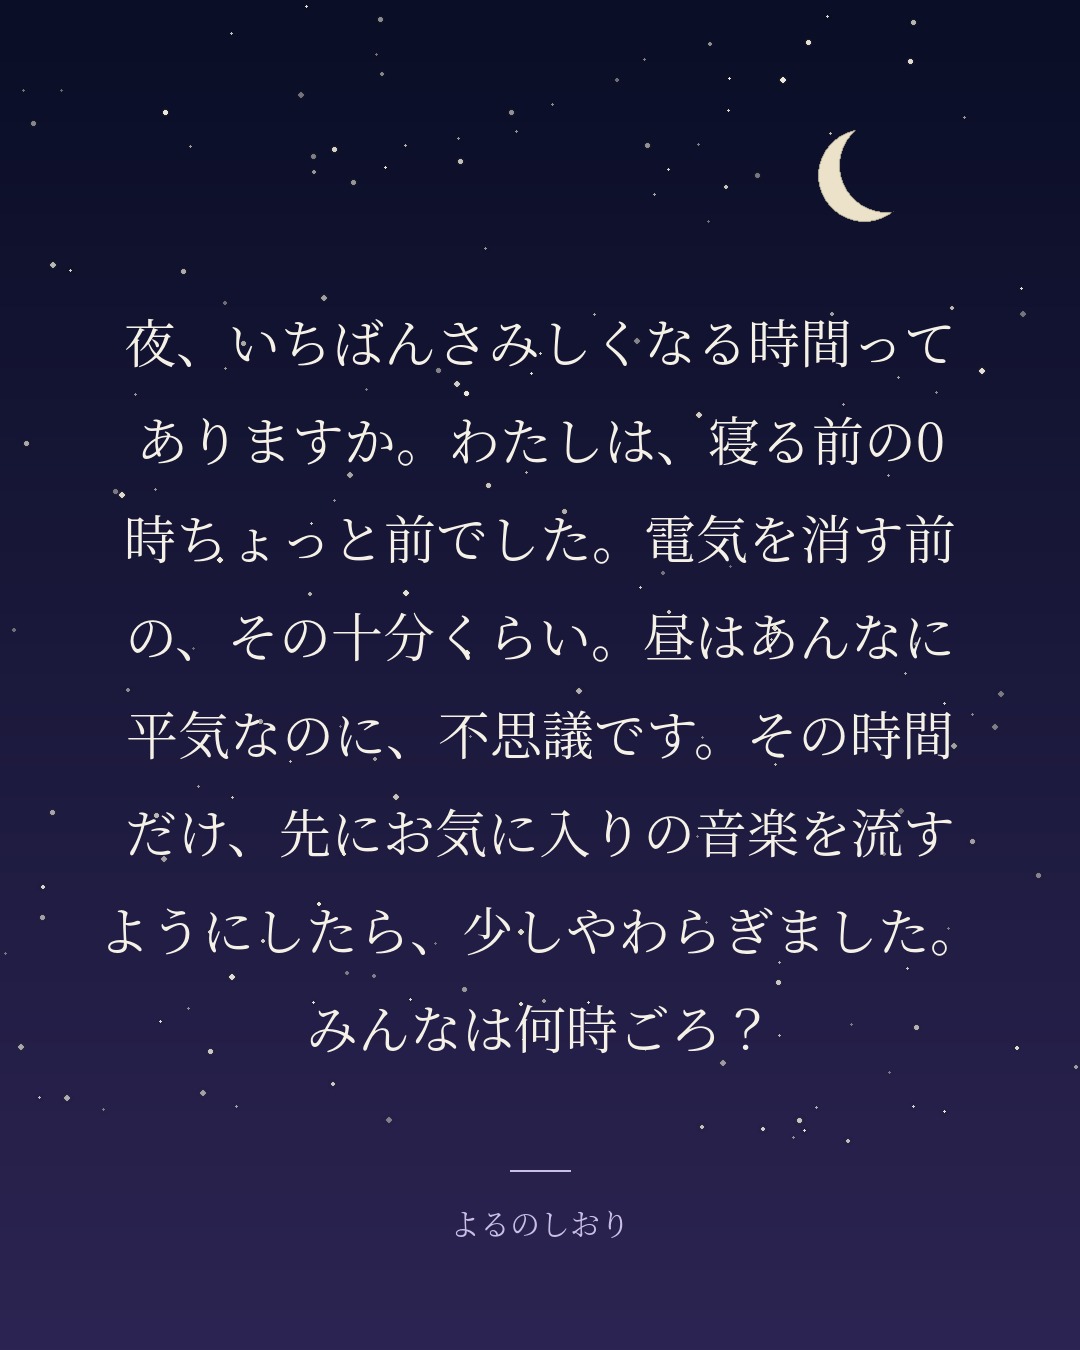 夜、いちばんさみしくなる時間って
ありますか。わたしは、寝る前の0
時ちょっと前でした。電気を消す前
の、その十分くらい。昼はあんなに
平気なのに、不思議です。その時間
だけ、先にお気に入りの音楽を流す
ようにしたら、少しやわらぎました。
みんなは何時ごろ？
よるのしおり